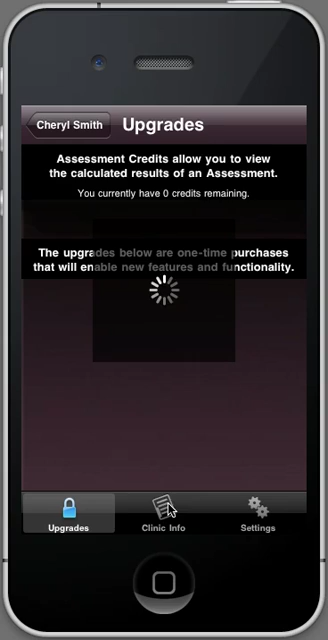 Cheryl Smith
Upgrades
Assessment Credits allow you to view
the calculated results of an Assessment.
You currently have 0 credits remaining.
The upgrades below are one-time purchases
that will enable new features and functionality.
Upgrades
Clinic Info
Settings